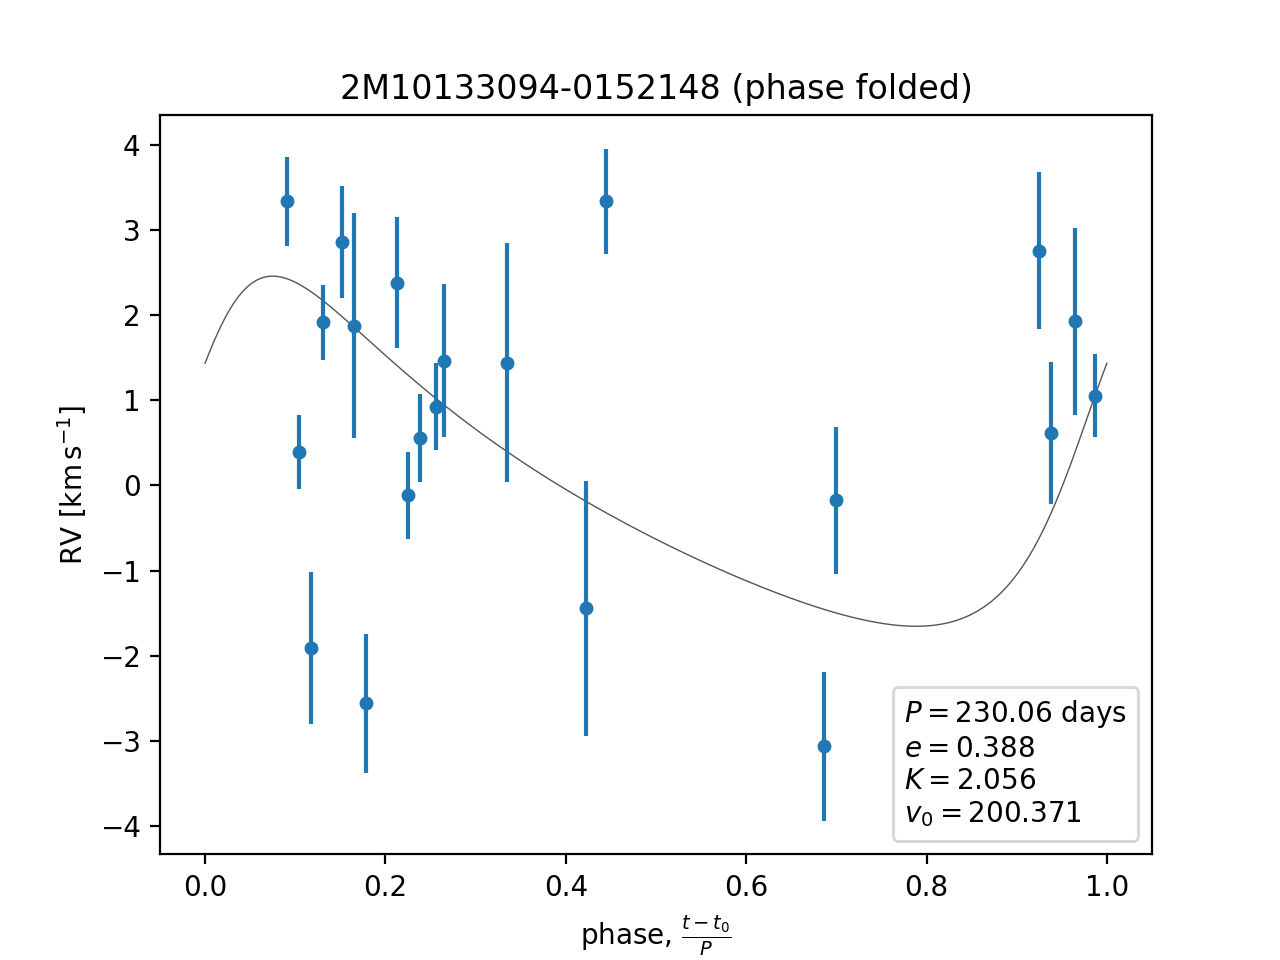 2M10133094-0152148 (phase folded)
RV [km s⁻¹]
4
3
2
1
0
−1
−2
−3
−4
P = 230.06 days
e = 0.388
K = 2.056
v₀ = 200.371
0.0 0.2 0.4 0.6 0.8 1.0
phase, (t − t₀)/P